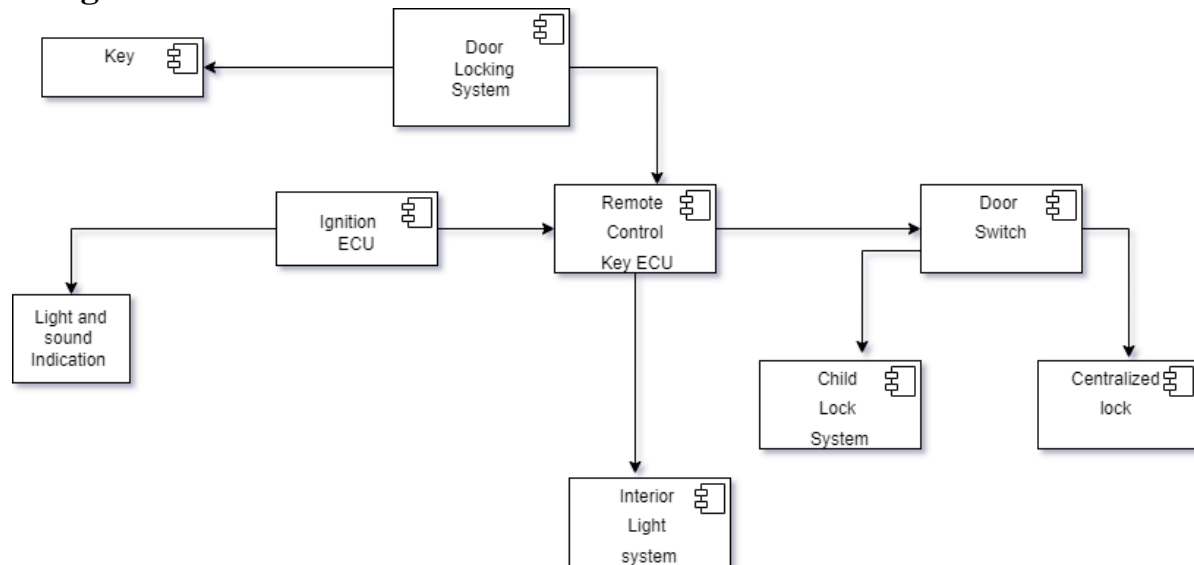 Key
Door
Locking
System
Ignition
ECU
Remote
Control
Key ECU
Door
Switch
Light and
sound
Indication
Child
Lock
System
Centralized
lock
Interior
Light
system